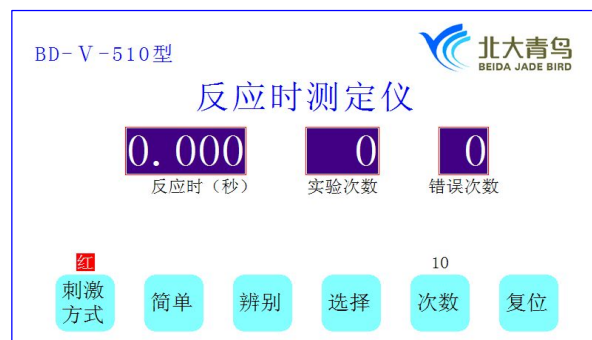 BD-Ⅴ-510型
北大青鸟
BEIDA JADE BIRD
反应时测定仪
0.000 0 0
反应时（秒） 实验次数 错误次数
红 10
刺激方式 简单 辨别 选择 次数 复位